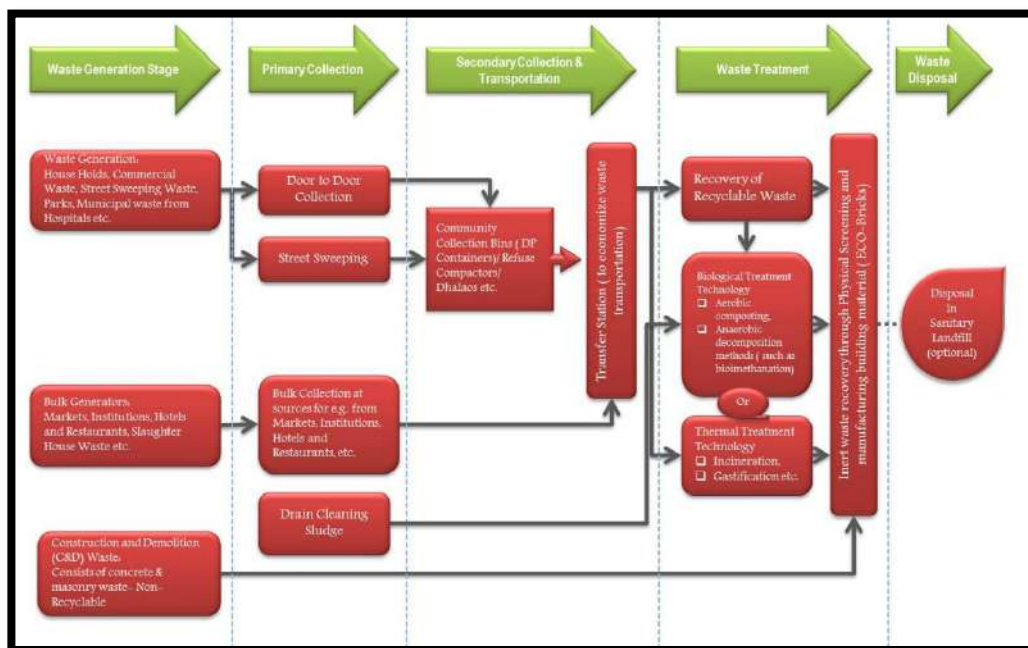 Waste Generation Stage
Primary Collection
Secondary Collection &
Transportation
Waste Treatment
Waste
Disposal
Waste Generation:
House Holds, Commercial
Waste, Street Sweeping Waste,
Parks, Municipal waste from
Hospitals etc.
Door to Door
Collection
Street Sweeping
Community
Collection Bins ( DP
Containers)/ Refuse
Compactors/
Dhalaos etc.
Transfer Station ( to economize waste
transportation)
Recovery of
Recyclable Waste
Biological Treatment
Technology
Aerobic
composting,
Anaerobic
decomposition
methods ( such as
bioimethanation)
Or
Thermal Treatment
Technology
Incineration,
Gastification etc.
Inert waste recoverythrough Physical Screening and
manufacturing building material ( ECO-Bricks)
Disposal
in
Sanitary
Landfill
(optional)
Bulk Generators:
Markets, Institutions, Hotels
and Restaurants, Slaughter
House Waste etc.
Bulk Collection at
sources for e.g. from
Markets, Institutions,
Hotels and
Restaurants, etc.
Drain Cleaning
Sludge
Construction and Demolition
(C&D) Waste:
Consists of concrete &
masonry waste- Non-
Recyclable